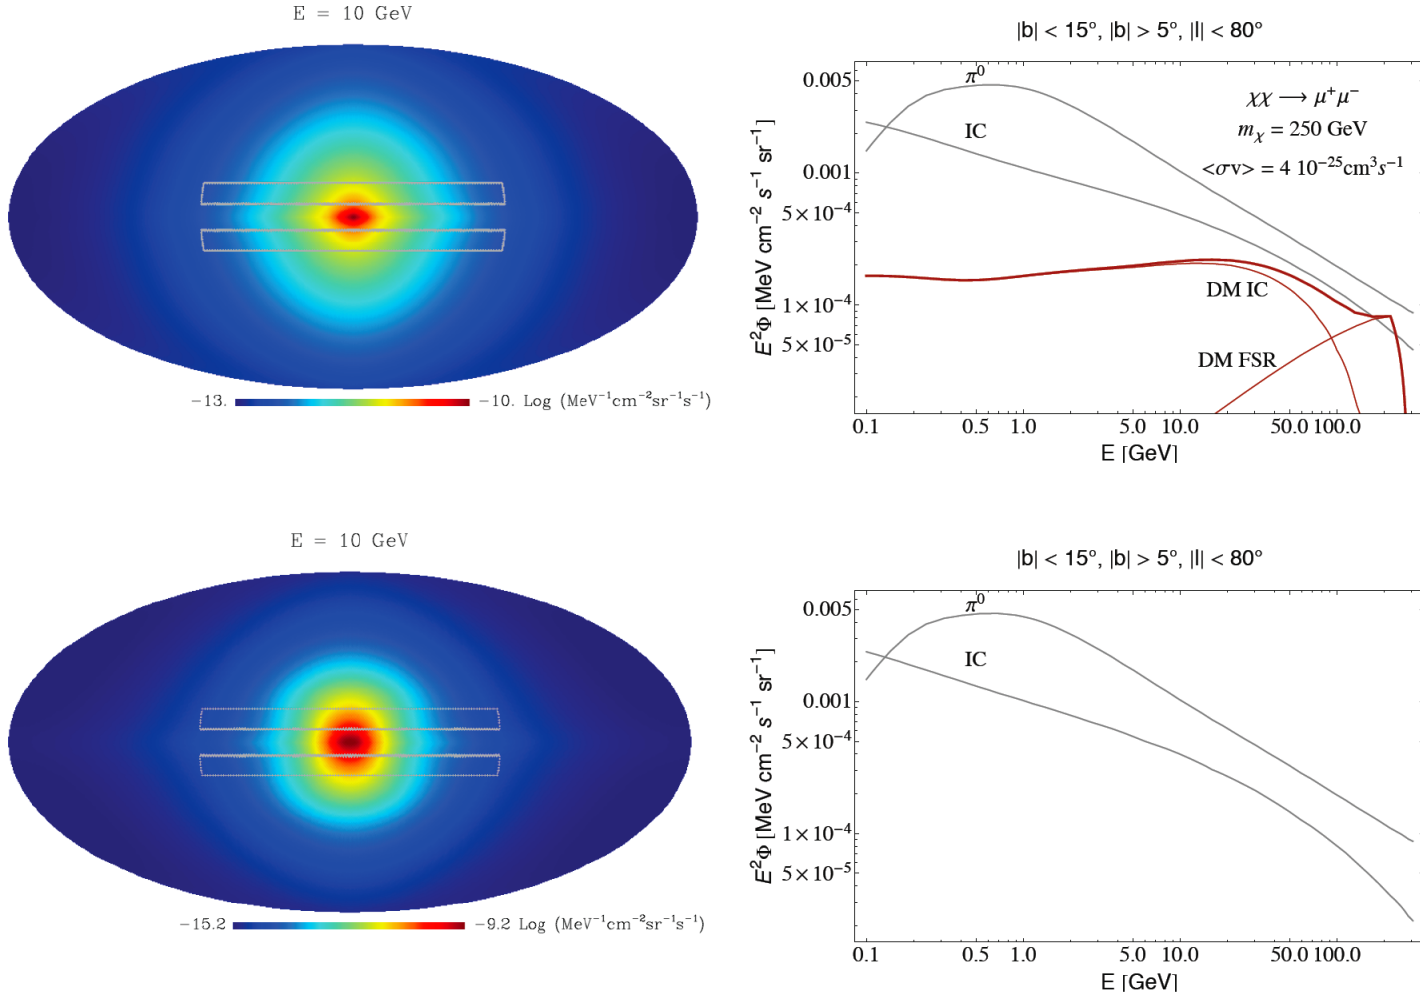 E = 10 GeV
−13. −10. Log (MeV⁻¹cm⁻²sr⁻¹s⁻¹)
|b| < 15°, |b| > 5°, |l| < 80°
π⁰
IC
χχ ⟶ μ⁺μ⁻
m_χ = 250 GeV
<σv> = 4 10⁻²⁵cm³s⁻¹
DM IC
DM FSR
E²Φ [MeV cm⁻² s⁻¹ sr⁻¹]
0.005
0.001
5×10⁻⁴
1×10⁻⁴
5×10⁻⁵
0.1 0.5 1.0 5.0 10.0 50.0 100.0
E [GeV]
E = 10 GeV
−15.2 −9.2 Log (MeV⁻¹cm⁻²sr⁻¹s⁻¹)
|b| < 15°, |b| > 5°, |l| < 80°
π⁰
IC
E²Φ [MeV cm⁻² s⁻¹ sr⁻¹]
0.005
0.001
5×10⁻⁴
1×10⁻⁴
5×10⁻⁵
0.1 0.5 1.0 5.0 10.0 50.0 100.0
E [GeV]